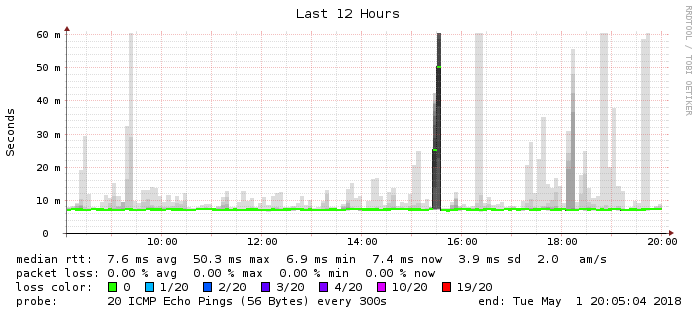 Last 12 Hours
RRDTOOL / TOBI OETIKER
Seconds
60 m
50 m
40 m
30 m
20 m
10 m
0
10:00 12:00 14:00 16:00 18:00 20:00
median rtt: 7.6 ms avg 50.3 ms max 6.9 ms min 7.4 ms now 3.9 ms sd 2.0 am/s
packet loss: 0.00 % avg 0.00 % max 0.00 % min 0.00 % now
loss color: 0 1/20 2/20 3/20 4/20 10/20 19/20
probe: 20 ICMP Echo Pings (56 Bytes) every 300s end: Tue May 1 20:05:04 2018